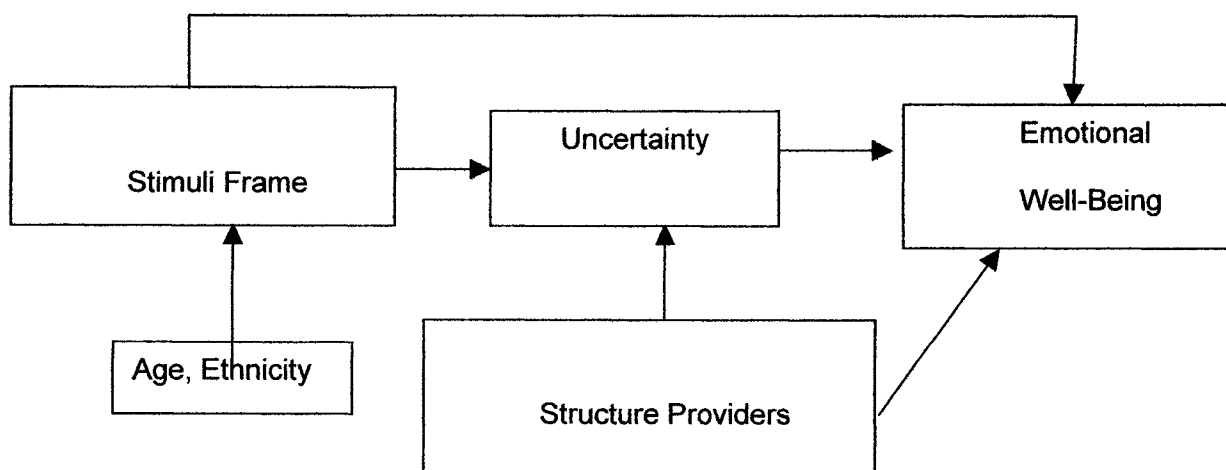 Uncertainty
Emotional
Well-Being
Stimuli Frame
Age, Ethnicity
Structure Providers